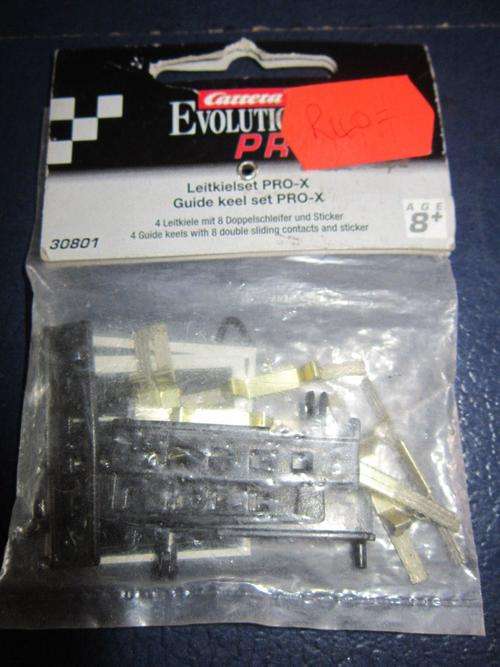 Carrera
EVOLUTIO
PR
R40=
Leitkielset PRO-X
Guide keel set PRO-X
4 Leitkiele mit 8 Doppelschleifer und Sticker
4 Guide keels with 8 double sliding contacts and sticker
30801
AGE
8+